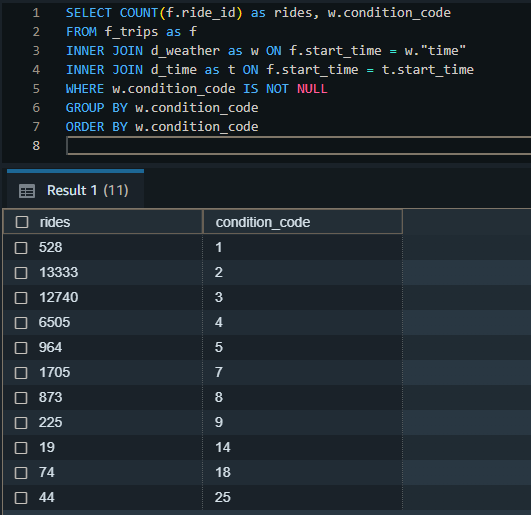 1 SELECT COUNT(f.ride_id) as rides, w.condition_code
2 FROM f_trips as f
3 INNER JOIN d_weather as w ON f.start_time = w."time"
4 INNER JOIN d_time as t ON f.start_time = t.start_time
5 WHERE w.condition_code IS NOT NULL
6 GROUP BY w.condition_code
7 ORDER BY w.condition_code
8
Result 1 (11)
rides condition_code
528 1
13333 2
12740 3
6505 4
964 5
1705 7
873 8
225 9
19 14
74 18
44 25